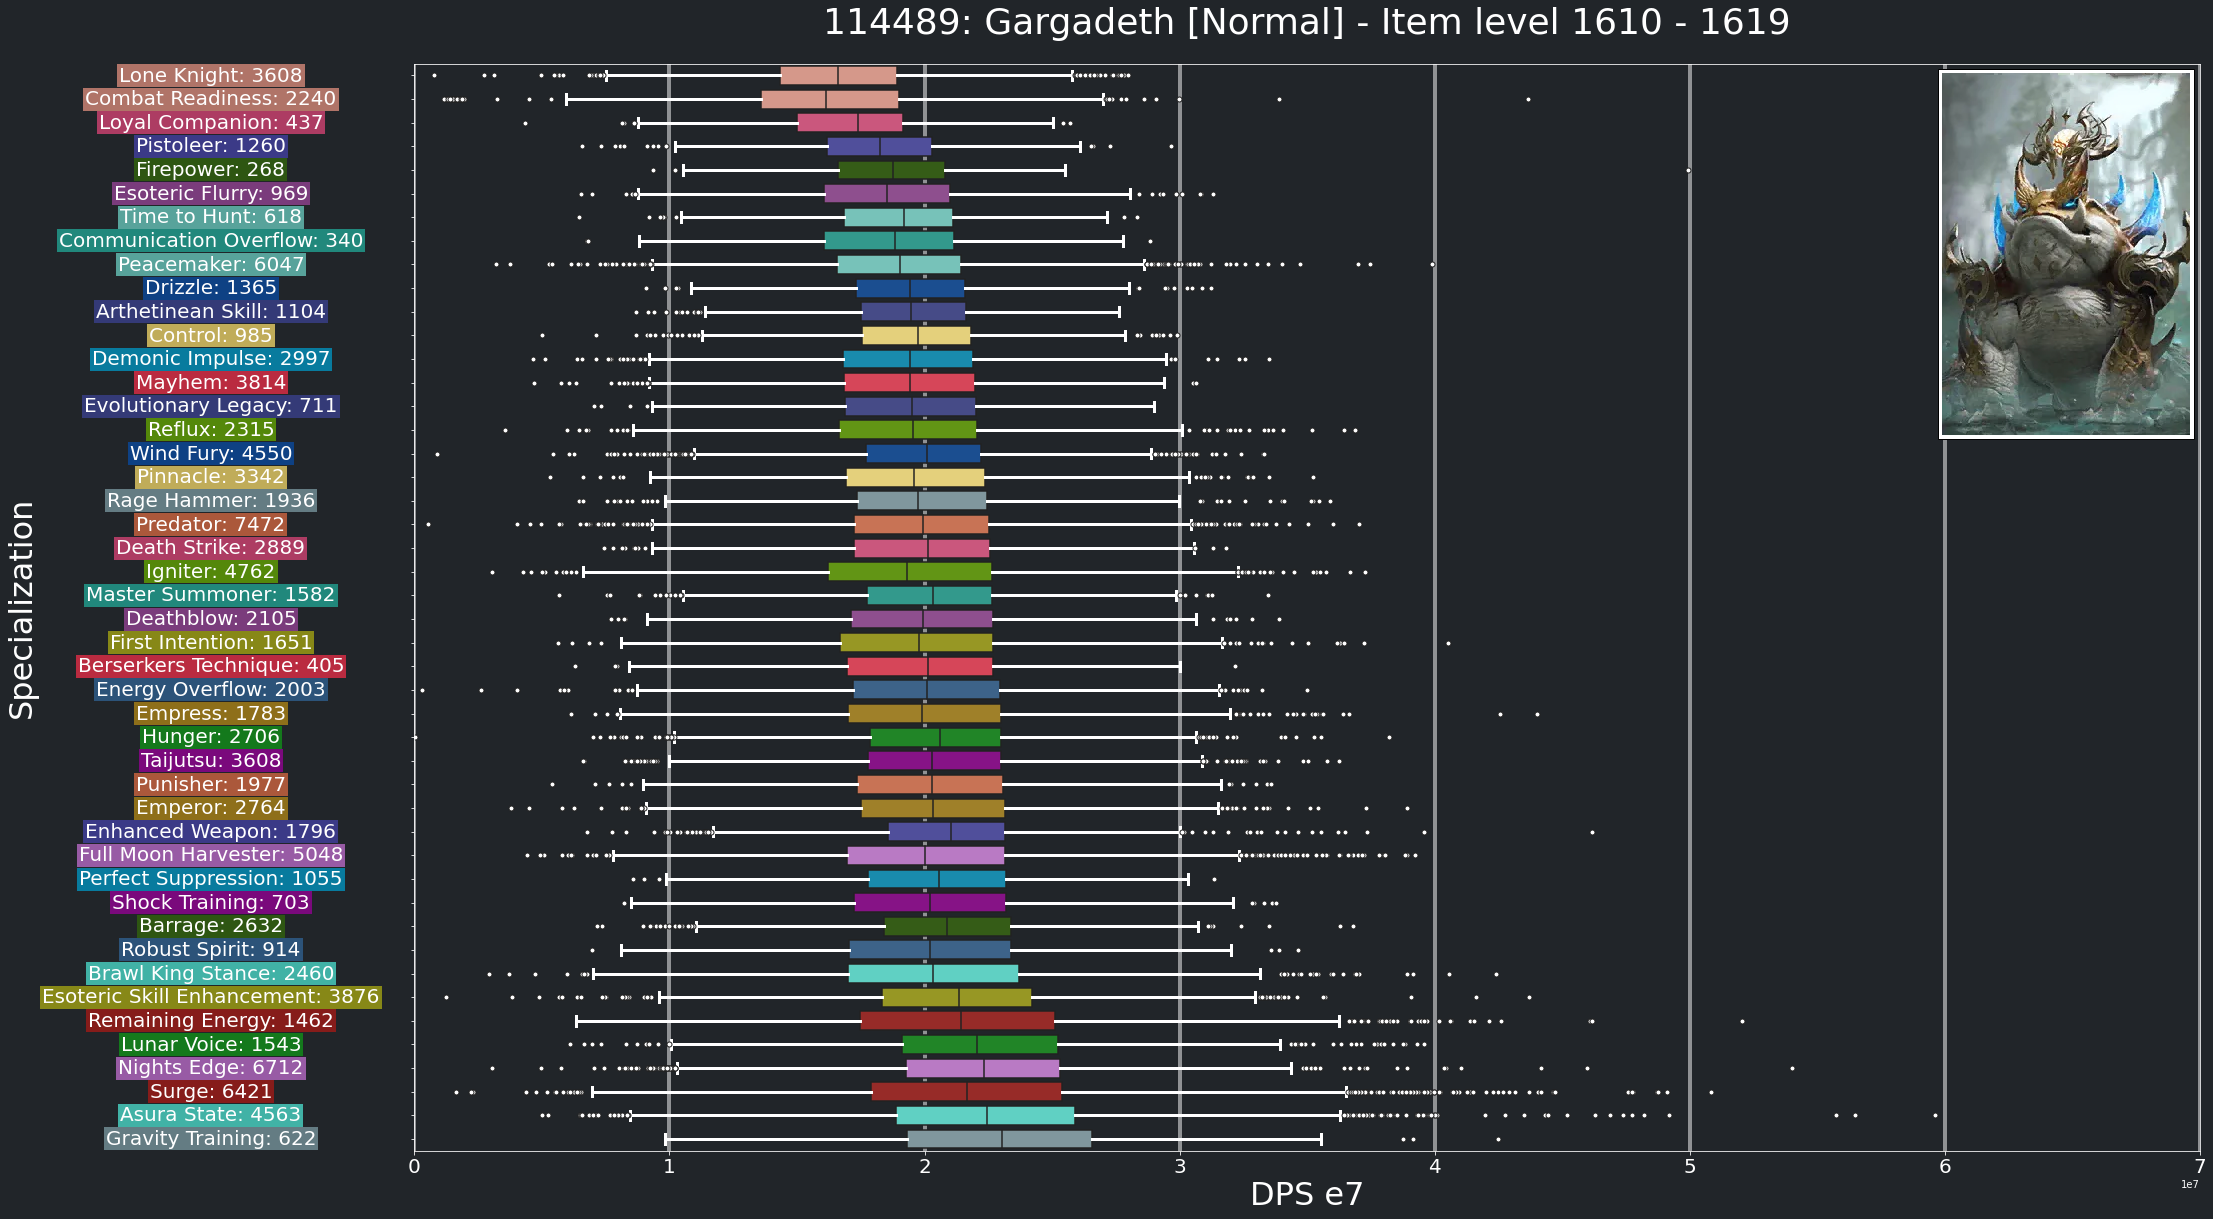 114489: Gargadeth [Normal] - Item level 1610 - 1619
Lone Knight: 3608
Combat Readiness: 2240
Loyal Companion: 437
Pistoleer: 1260
Firepower: 268
Esoteric Flurry: 969
Time to Hunt: 618
Communication Overflow: 340
Peacemaker: 6047
Drizzle: 1365
Arthetinean Skill: 1104
Control: 985
Demonic Impulse: 2997
Mayhem: 3814
Evolutionary Legacy: 711
Reflux: 2315
Wind Fury: 4550
Pinnacle: 3342
Rage Hammer: 1936
Predator: 7472
Death Strike: 2889
Igniter: 4762
Master Summoner: 1582
Deathblow: 2105
First Intention: 1651
Berserkers Technique: 405
Energy Overflow: 2003
Empress: 1783
Hunger: 2706
Taijutsu: 3608
Punisher: 1977
Emperor: 2764
Enhanced Weapon: 1796
Full Moon Harvester: 5048
Perfect Suppression: 1055
Shock Training: 703
Barrage: 2632
Robust Spirit: 914
Brawl King Stance: 2460
Esoteric Skill Enhancement: 3876
Remaining Energy: 1462
Lunar Voice: 1543
Nights Edge: 6712
Surge: 6421
Asura State: 4563
Gravity Training: 622
Specialization
0 1 2 3 4 5 6 7
1e7
DPS e7